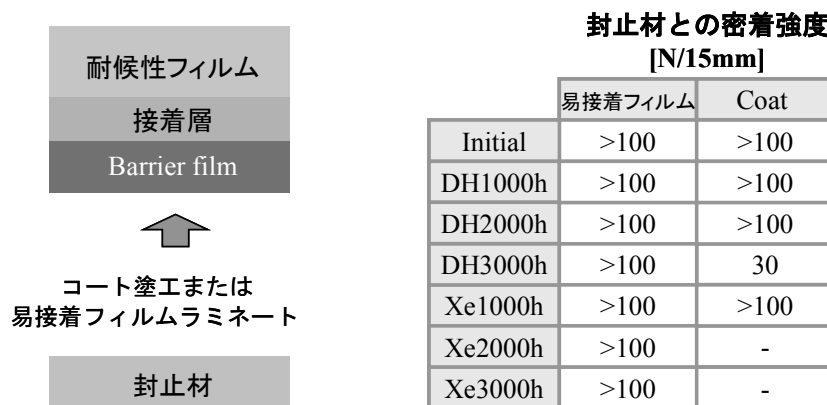 耐候性フィルム
接着層
Barrier film
コート塗工または
易接着フィルムラミネート
封止材
封止材との密着強度
[N/15mm]
易接着フィルム Coat
Initial >100 >100
DH1000h >100 >100
DH2000h >100 >100
DH3000h >100 30
Xe1000h >100 >100
Xe2000h >100 -
Xe3000h >100 -